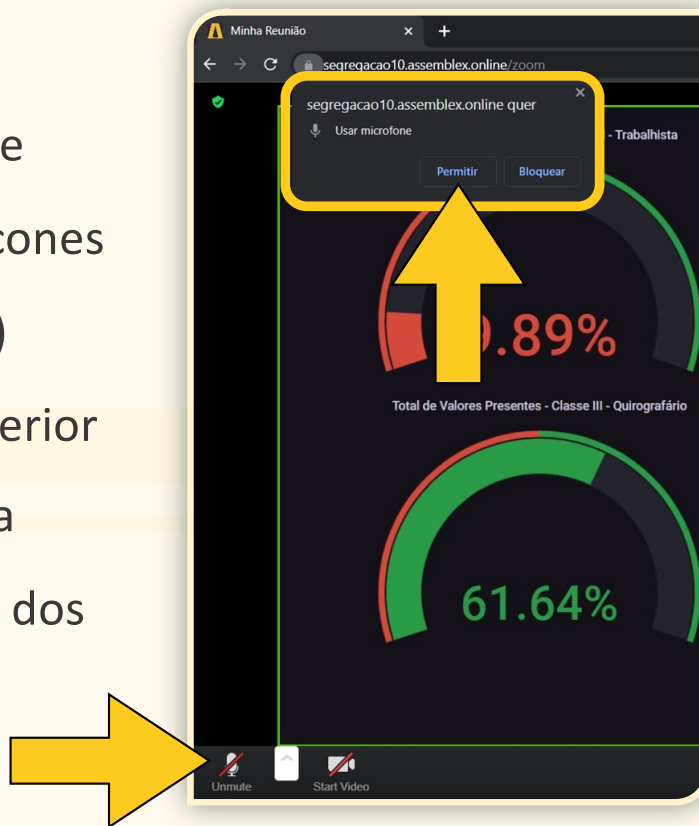 e
cones
)
erior
a
dos
Minha Reunião
segregacao10.assemblex.online/zoom
segregacao10.assemblex.online quer
Usar microfone
Permitir
Bloquear
- Trabalhista
.89%
Total de Valores Presentes - Classe III - Quirografário
61.64%
Unmute
Start Video